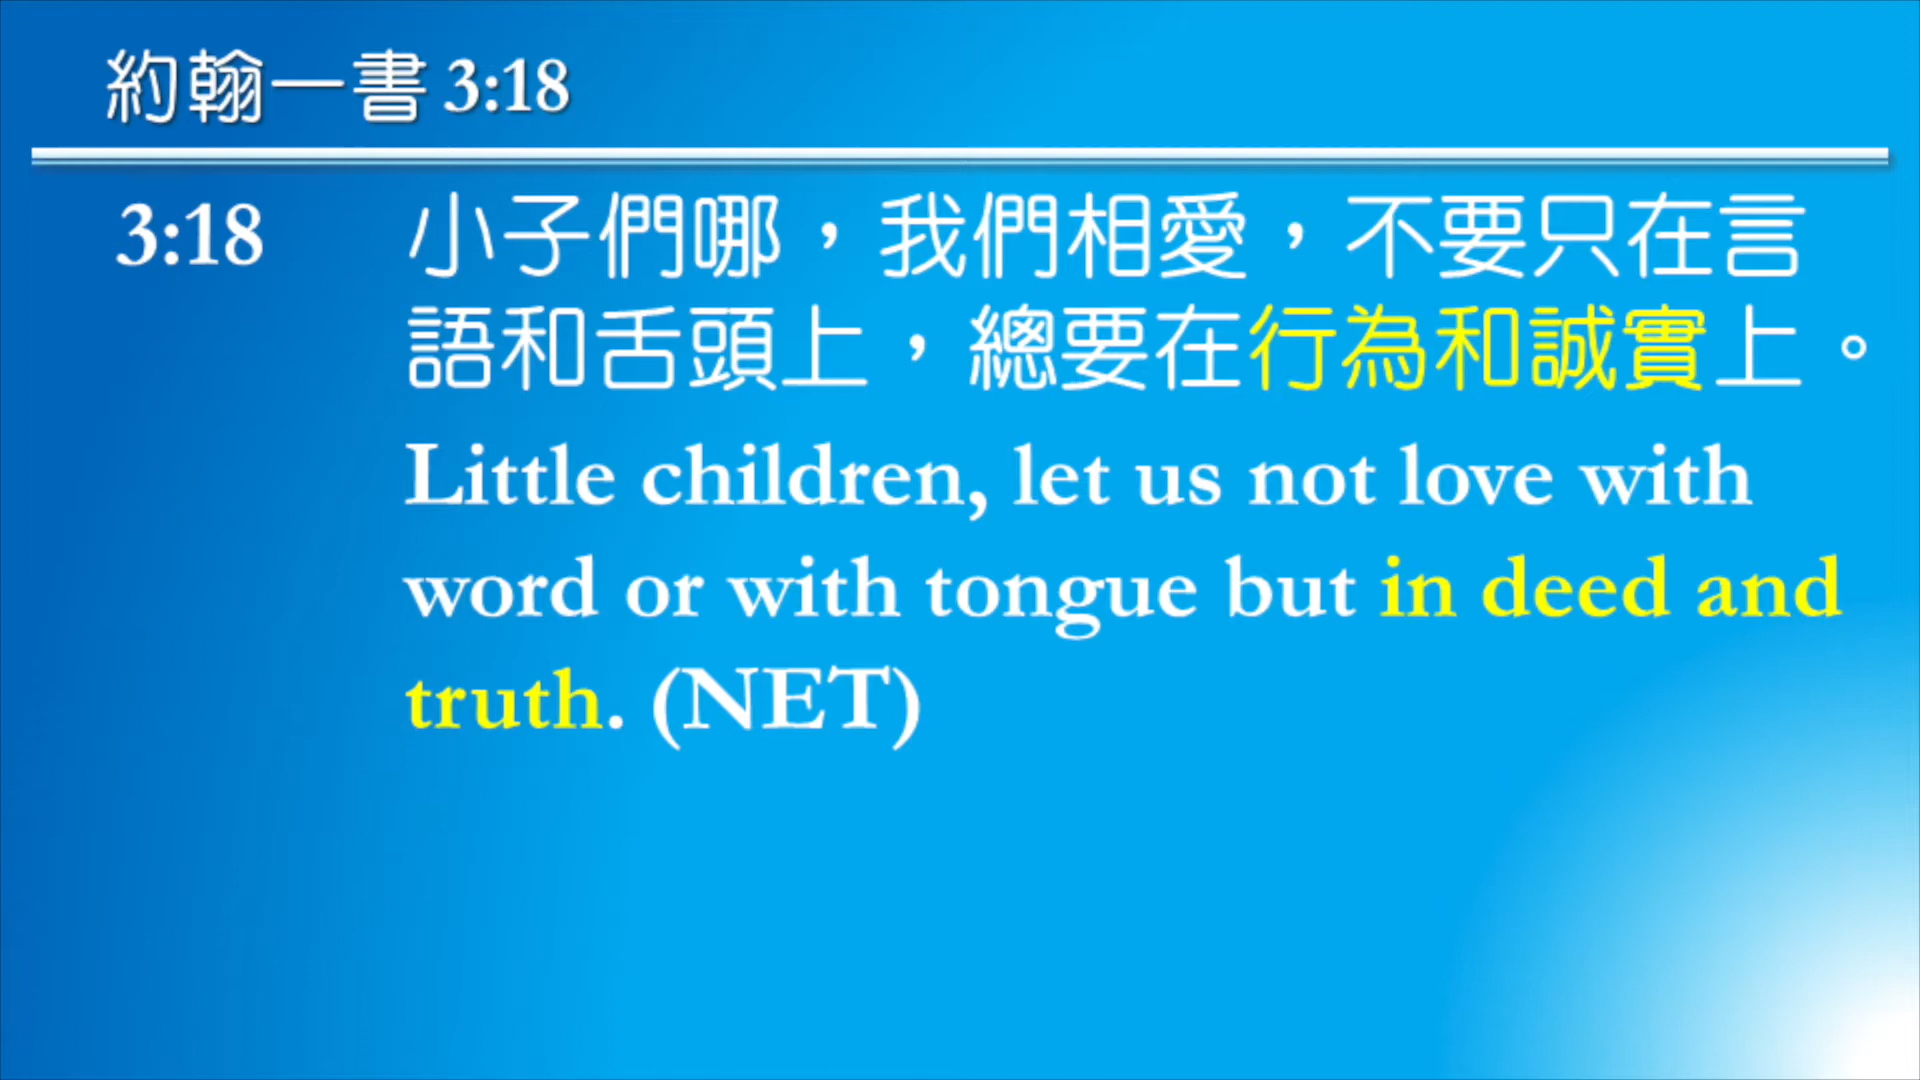 約翰一書 3:18
3:18 小子們哪，我們相愛，不要只在言
語和舌頭上，總要在行為和誠實上。
Little children, let us not love with
word or with tongue but in deed and
truth. (NET)